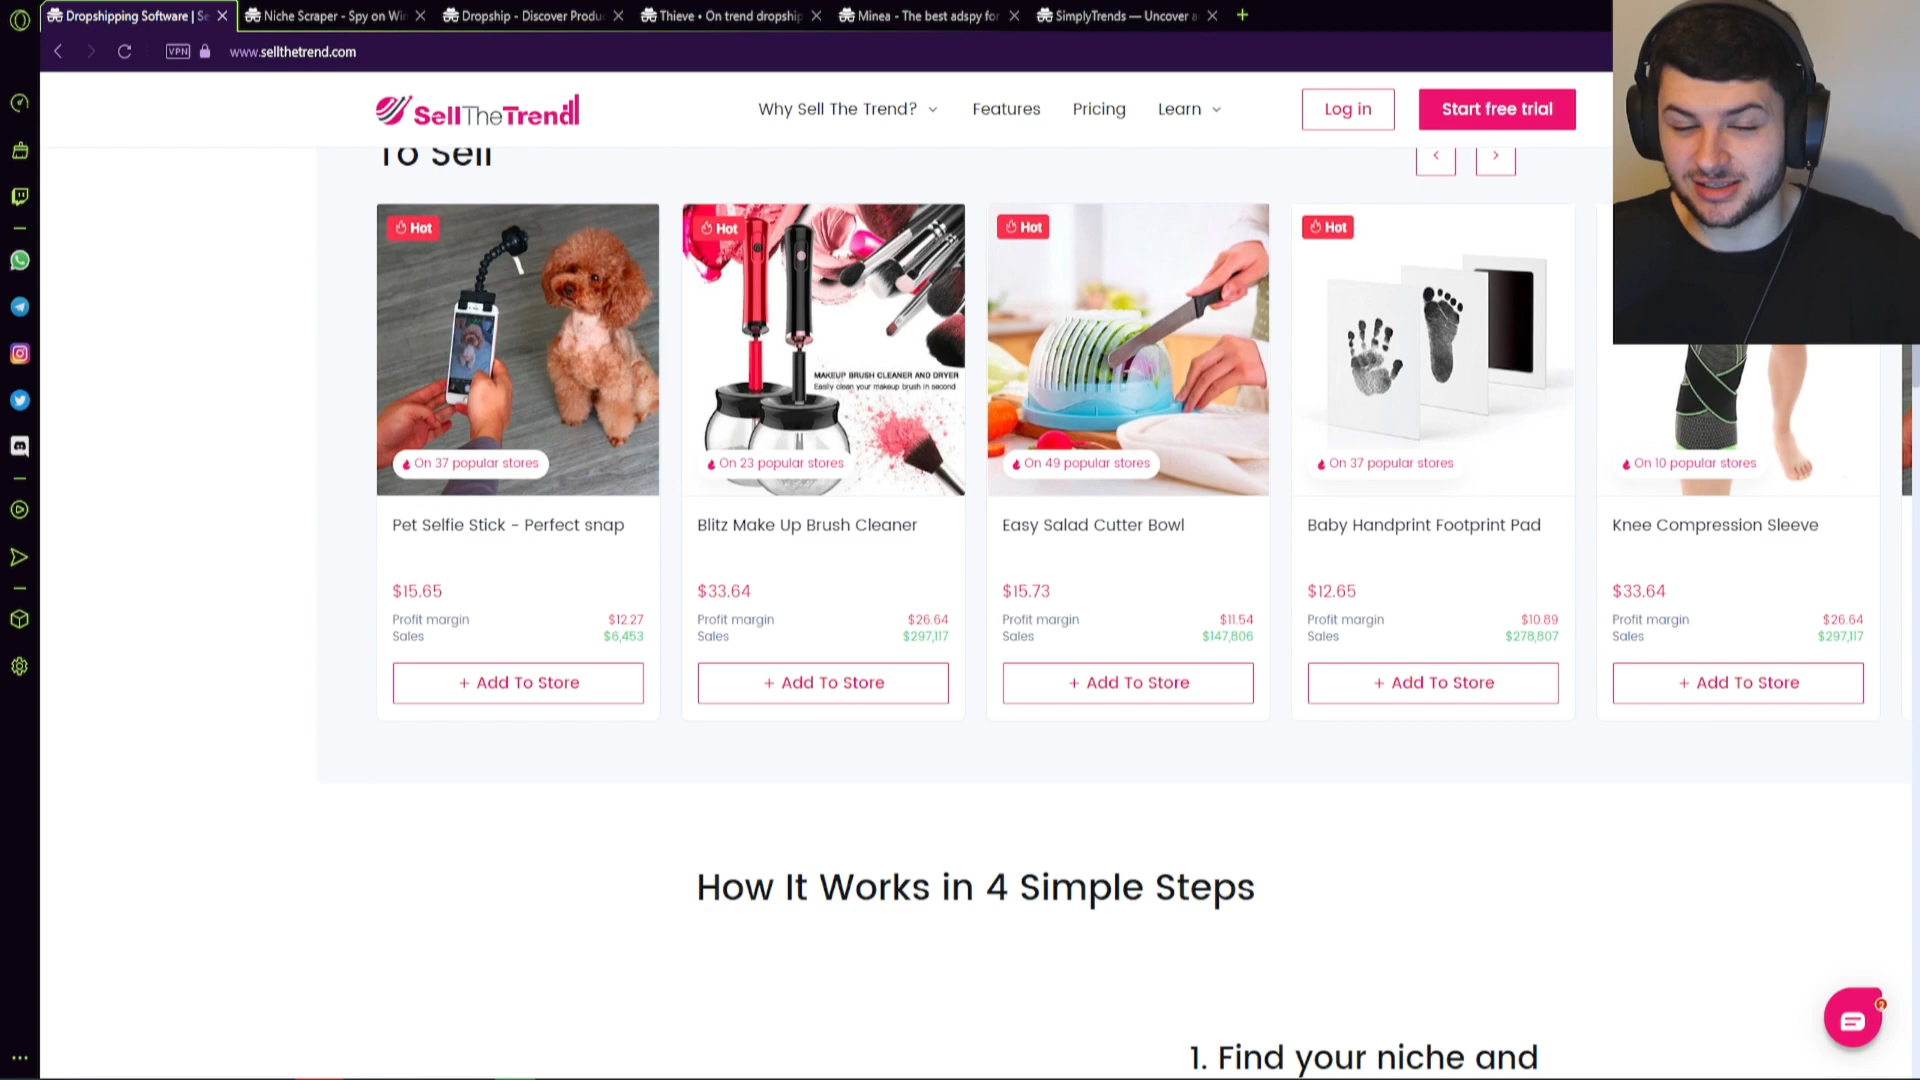 Dropshipping Software | Se
Niche Scraper - Spy on Win
Dropship - Discover Produc
Thieve • On trend dropship
Minea - The best adspy for
SimplyTrends — Uncover a
VPN
www.sellthetrend.com
SellTheTrend
Why Sell The Trend?
Features
Pricing
Learn
Log in
Start free trial
To Sell
Hot
Hot
Hot
Hot
MAKEUP BRUSH CLEANER AND DRYER
Easily clean your makeup brush in second
On 37 popular stores
On 23 popular stores
On 49 popular stores
On 37 popular stores
On 10 popular stores
Pet Selfie Stick - Perfect snap
Blitz Make Up Brush Cleaner
Easy Salad Cutter Bowl
Baby Handprint Footprint Pad
Knee Compression Sleeve
$15.65
$33.64
$15.73
$12.65
$33.64
Profit margin $12.27
Profit margin $26.64
Profit margin $11.54
Profit margin $10.89
Profit margin $26.64
Sales $6,453
Sales $297,117
Sales $147,806
Sales $278,807
Sales $297,117
+ Add To Store
+ Add To Store
+ Add To Store
+ Add To Store
+ Add To Store
How It Works in 4 Simple Steps
1. Find your niche and
2